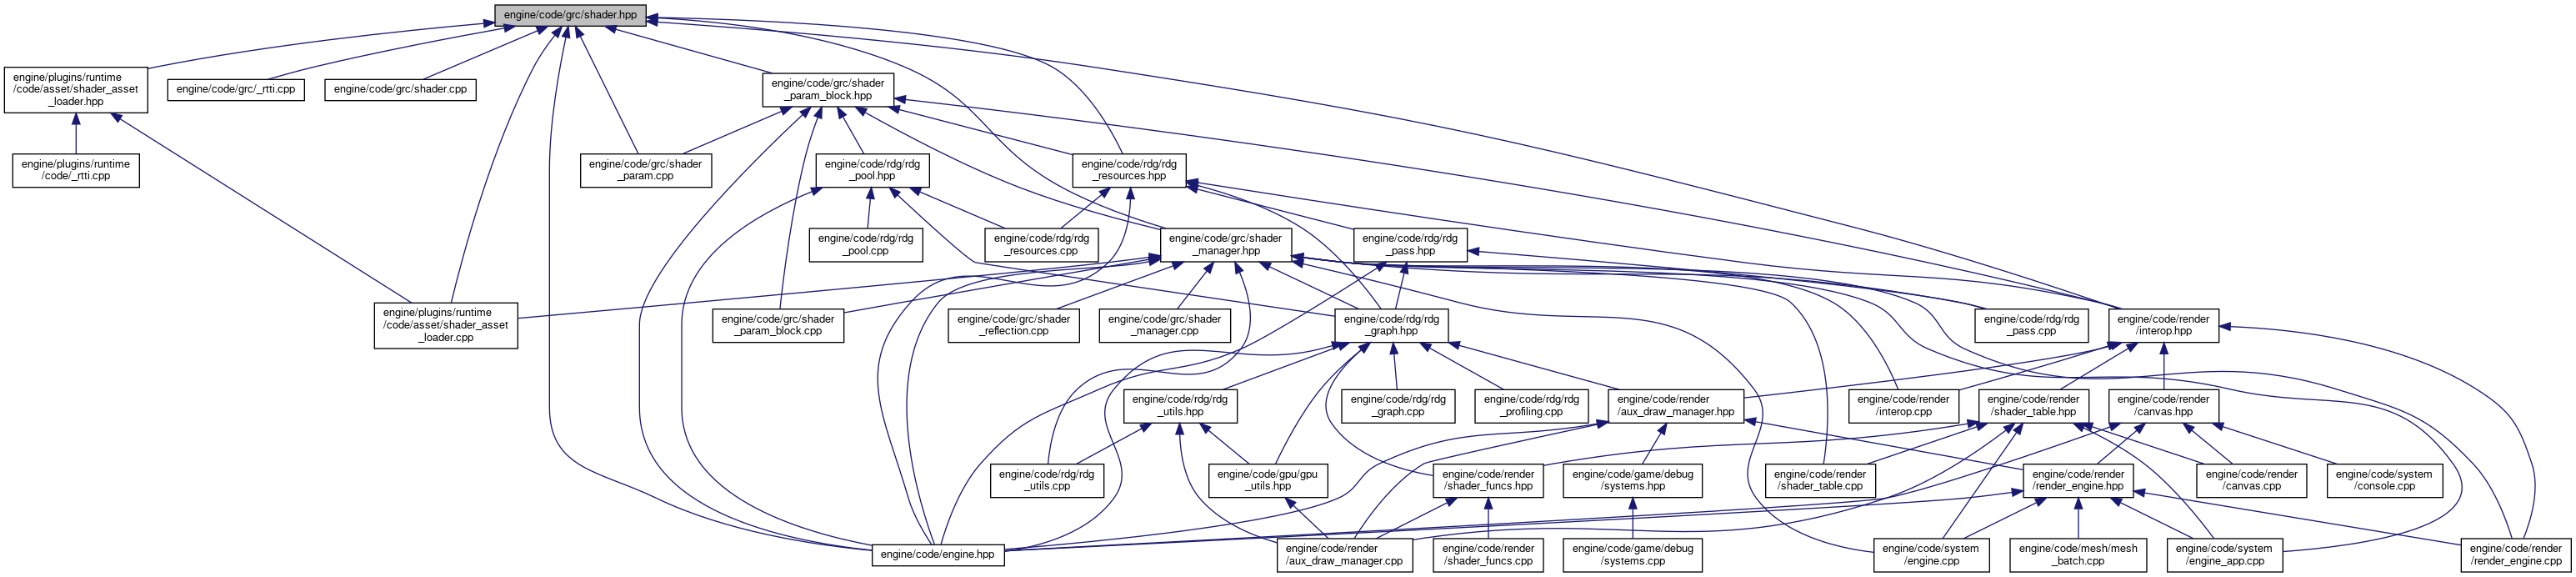 engine/code/grc/shader.hpp
engine/plugins/runtime
/code/asset/shader_asset
_loader.hpp
engine/code/grc/_rtti.cpp
engine/code/grc/shader.cpp
engine/code/grc/shader
_param_block.hpp
engine/plugins/runtime
/code/_rtti.cpp
engine/code/grc/shader
_param.cpp
engine/code/rdg/rdg
_pool.hpp
engine/code/rdg/rdg
_resources.hpp
engine/code/rdg/rdg
_pool.cpp
engine/code/rdg/rdg
_resources.cpp
engine/code/grc/shader
_manager.hpp
engine/code/rdg/rdg
_pass.hpp
engine/plugins/runtime
/code/asset/shader_asset
_loader.cpp
engine/code/grc/shader
_param_block.cpp
engine/code/grc/shader
_reflection.cpp
engine/code/grc/shader
_manager.cpp
engine/code/rdg/rdg
_graph.hpp
engine/code/rdg/rdg
_pass.cpp
engine/code/render
/interop.hpp
engine/code/rdg/rdg
_utils.hpp
engine/code/rdg/rdg
_graph.cpp
engine/code/rdg/rdg
_profiling.cpp
engine/code/render
/aux_draw_manager.hpp
engine/code/render
/interop.cpp
engine/code/render
/shader_table.hpp
engine/code/render
/canvas.hpp
engine/code/rdg/rdg
_utils.cpp
engine/code/gpu/gpu
_utils.hpp
engine/code/render
/shader_funcs.hpp
engine/code/game/debug
/systems.hpp
engine/code/render
/shader_table.cpp
engine/code/render
/render_engine.hpp
engine/code/render
/canvas.cpp
engine/code/system
/console.cpp
engine/code/engine.hpp
engine/code/render
/aux_draw_manager.cpp
engine/code/render
/shader_funcs.cpp
engine/code/game/debug
/systems.cpp
engine/code/system
/engine.cpp
engine/code/mesh/mesh
_batch.cpp
engine/code/system
/engine_app.cpp
engine/code/render
/render_engine.cpp